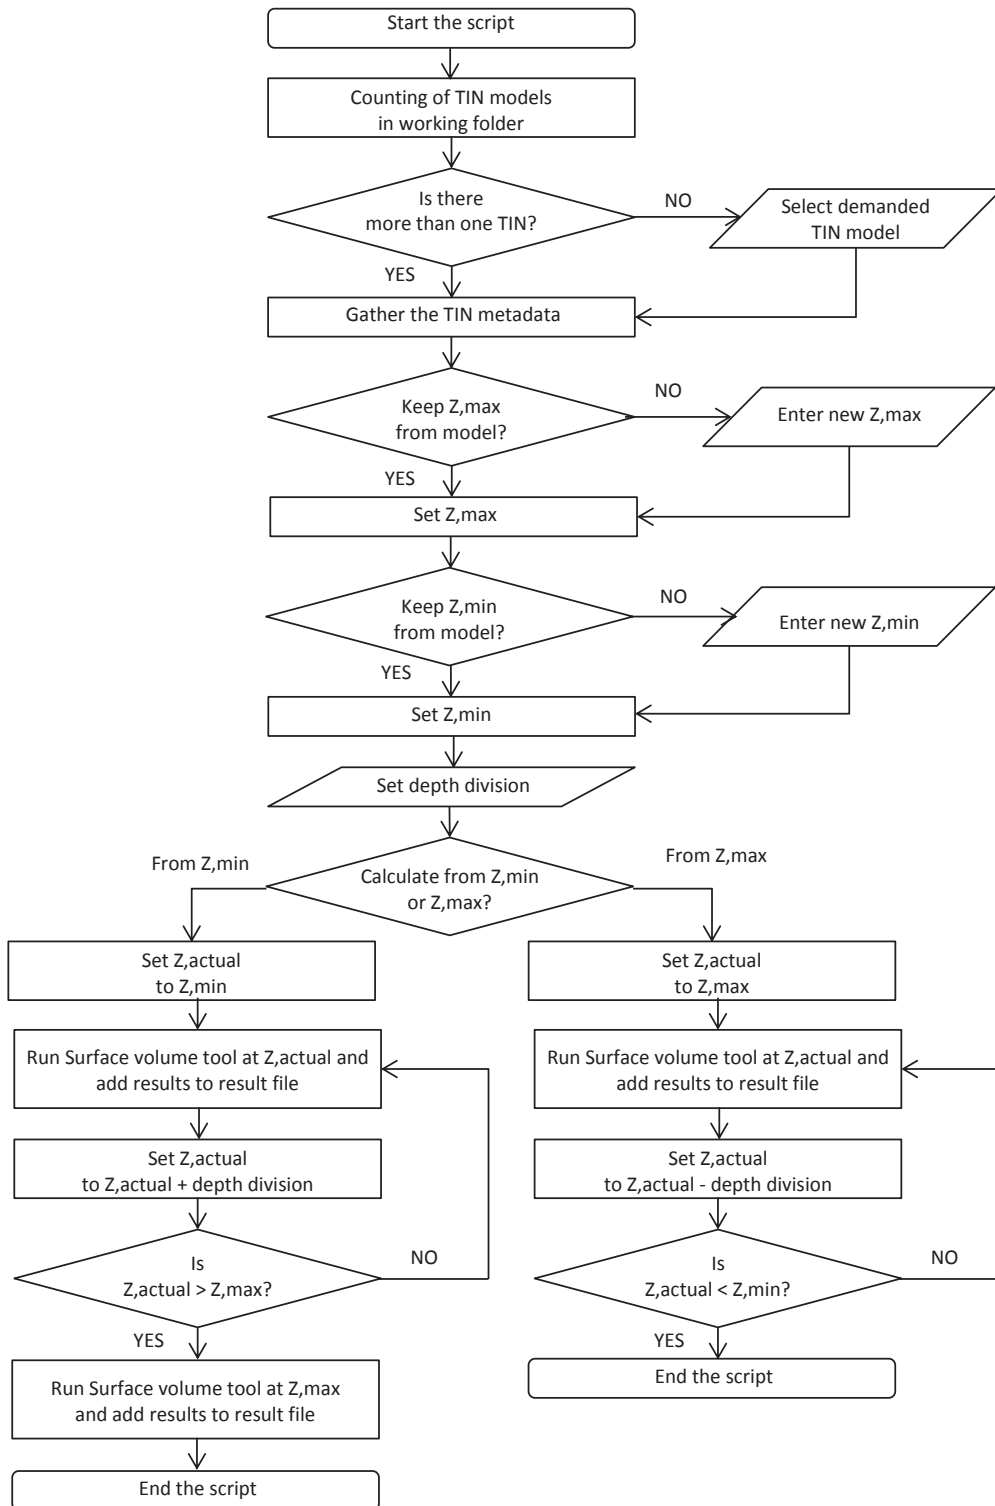 Start the script
Counting of TIN models
in working folder
Is there
more than one TIN?
NO
Select demanded
TIN model
YES
Gather the TIN metadata
Keep Z,max
from model?
NO
Enter new Z,max
YES
Set Z,max
Keep Z,min
from model?
NO
Enter new Z,min
YES
Set Z,min
Set depth division
Calculate from Z,min
or Z,max?
From Z,min
From Z,max
Set Z,actual
to Z,min
Run Surface volume tool at Z,actual and
add results to result file
Set Z,actual
to Z,actual + depth division
Is
Z,actual > Z,max?
NO
YES
Run Surface volume tool at Z,max
and add results to result file
End the script
Set Z,actual
to Z,max
Run Surface volume tool at Z,actual and
add results to result file
Set Z,actual
to Z,actual - depth division
Is
Z,actual < Z,min?
NO
YES
End the script